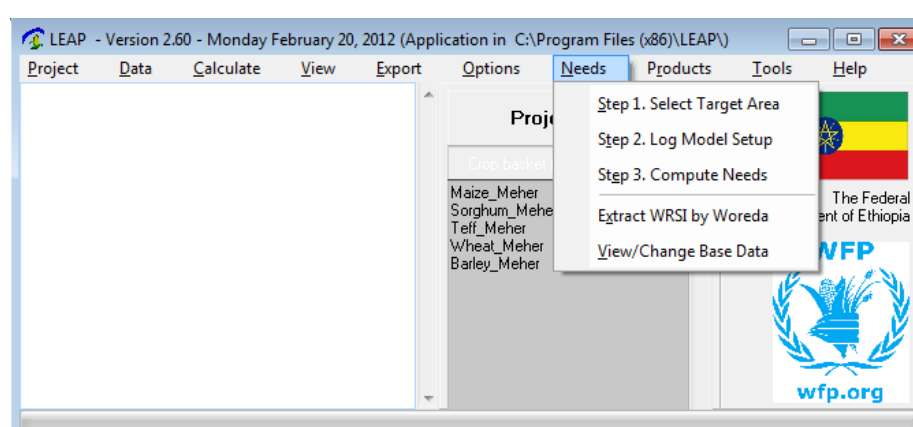 LEAP - Version 2.60 - Monday February 20, 2012 (Application in C:\Program Files (x86)\LEAP\)
Project Data Calculate View Export Options Needs Products Tools Help
Step 1. Select Target Area
Step 2. Log Model Setup
Step 3. Compute Needs
Extract WRSI by Woreda
View/Change Base Data
Proje
Crop basket
Maize_Meher
Sorghum_Mehe
Teff_Meher
Wheat_Meher
Barley_Meher
The Federal
ent of Ethiopia
WFP
wfp.org